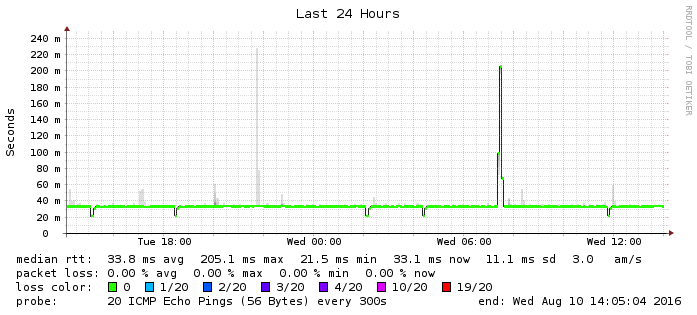 Last 24 Hours
RRDTOOL / TOBI OETIKER
Seconds
240 m
220 m
200 m
180 m
160 m
140 m
120 m
100 m
80 m
60 m
40 m
20 m
0
Tue 18:00 Wed 00:00 Wed 06:00 Wed 12:00
median rtt: 33.8 ms avg 205.1 ms max 21.5 ms min 33.1 ms now 11.1 ms sd 3.0 am/s
packet loss: 0.00 % avg 0.00 % max 0.00 % min 0.00 % now
loss color: 0 1/20 2/20 3/20 4/20 10/20 19/20
probe: 20 ICMP Echo Pings (56 Bytes) every 300s end: Wed Aug 10 14:05:04 2016